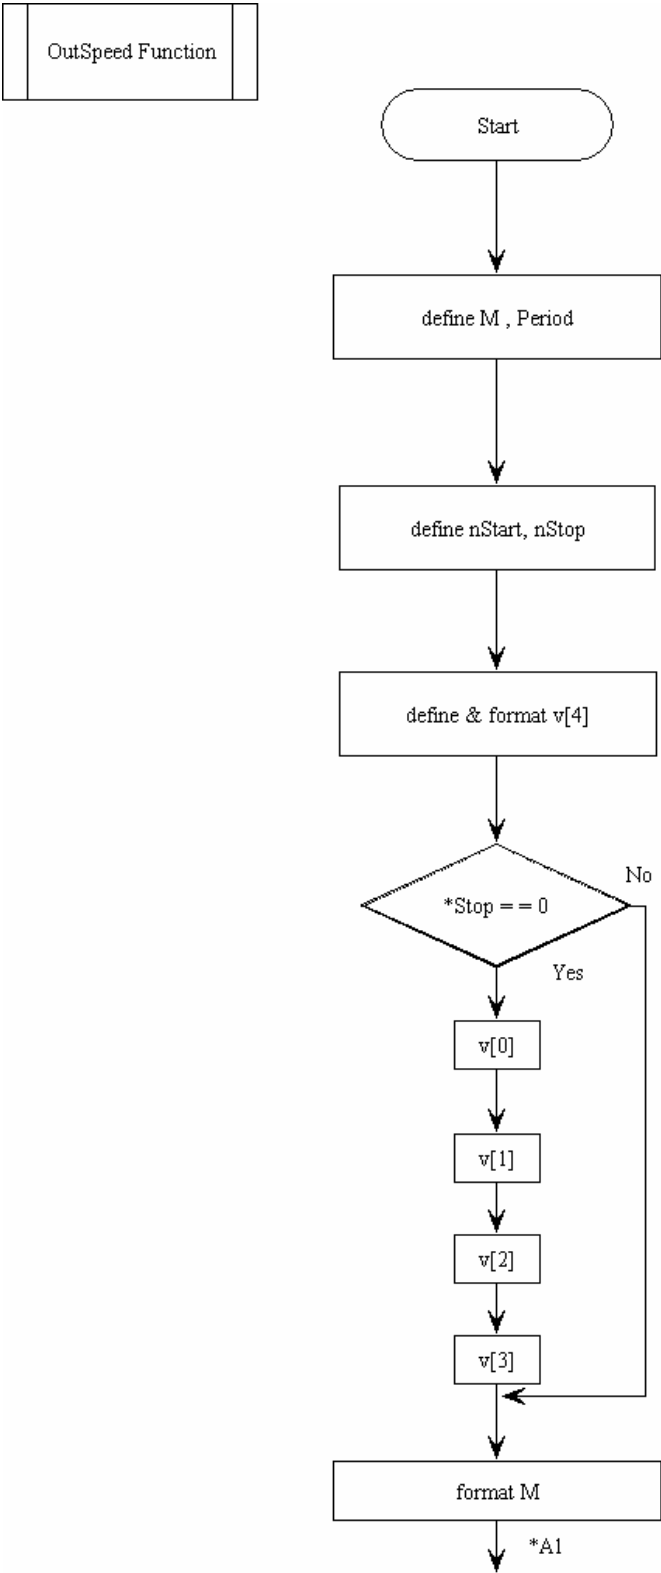 OutSpeed Function
Start
define M , Period
define nStart, nStop
define & format v[4]
No
*Stop = = 0
Yes
v[0]
v[1]
v[2]
v[3]
format M
*A1